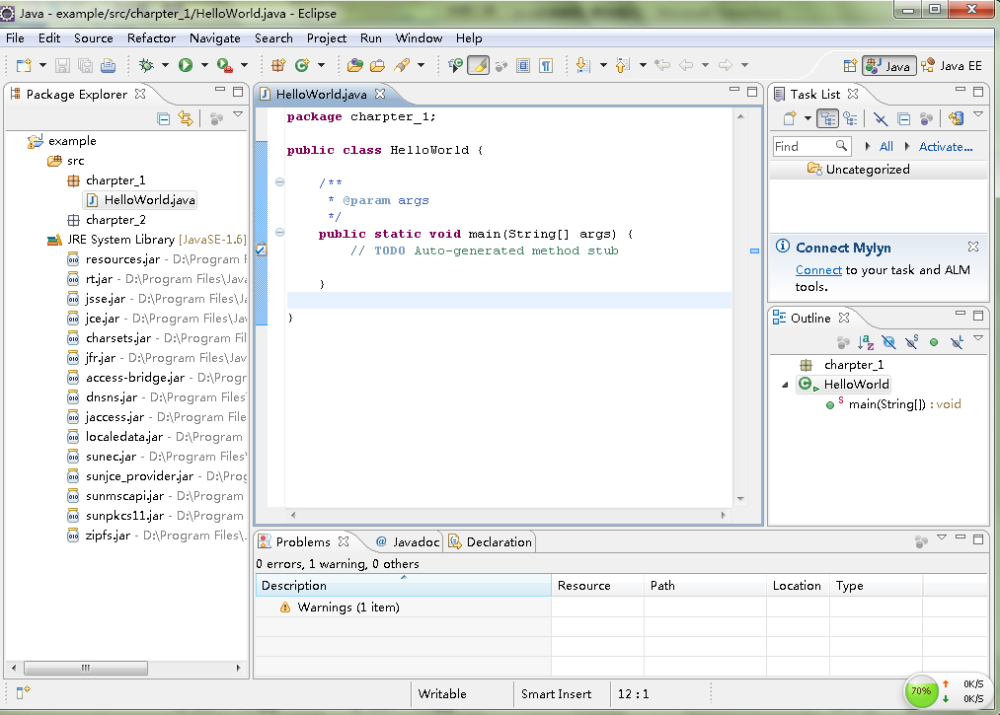 Java - example/src/charpter_1/HelloWorld.java - Eclipse
File Edit Source Refactor Navigate Search Project Run Window Help
Java
Java EE
Package Explorer
example
src
charpter_1
HelloWorld.java
charpter_2
JRE System Library [JavaSE-1.6]
resources.jar - D:\Program F
rt.jar - D:\Program Files\Java
jsse.jar - D:\Program Files\Ja
jce.jar - D:\Program Files\Jav
charsets.jar - D:\Program Fil
jfr.jar - D:\Program Files\Jav
access-bridge.jar - D:\Progr
dnsns.jar - D:\Program Files
jaccess.jar - D:\Program File
localedata.jar - D:\Program
sunec.jar - D:\Program Files\
sunjce_provider.jar - D:\Prog
sunmscapi.jar - D:\Program
sunpkcs11.jar - D:\Program
zipfs.jar - D:\Program Files\.
HelloWorld.java
package charpter_1;
public class HelloWorld {
/**
* @param args
*/
public static void main(String[] args) {
// TODO Auto-generated method stub
}
}
Task List
Find All Activate...
Uncategorized
Connect Mylyn
Connect to your task and ALM
tools.
Outline
charpter_1
HelloWorld
main(String[]) : void
Problems @ Javadoc Declaration
0 errors, 1 warning, 0 others
Description Resource Path Location Type
Warnings (1 item)
Writable Smart Insert 12 : 1
70%
0K/S
0K/S